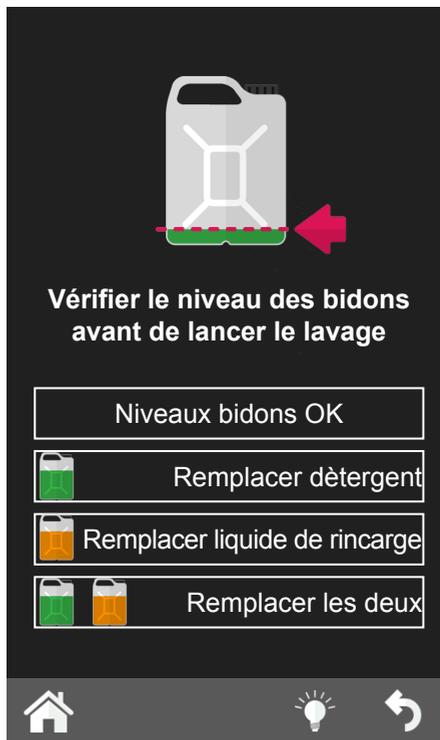 Vérifier le niveau des bidons
avant de lancer le lavage
Niveaux bidons OK
Remplacer dètergent
Remplacer liquide de rincarge
Remplacer les deux